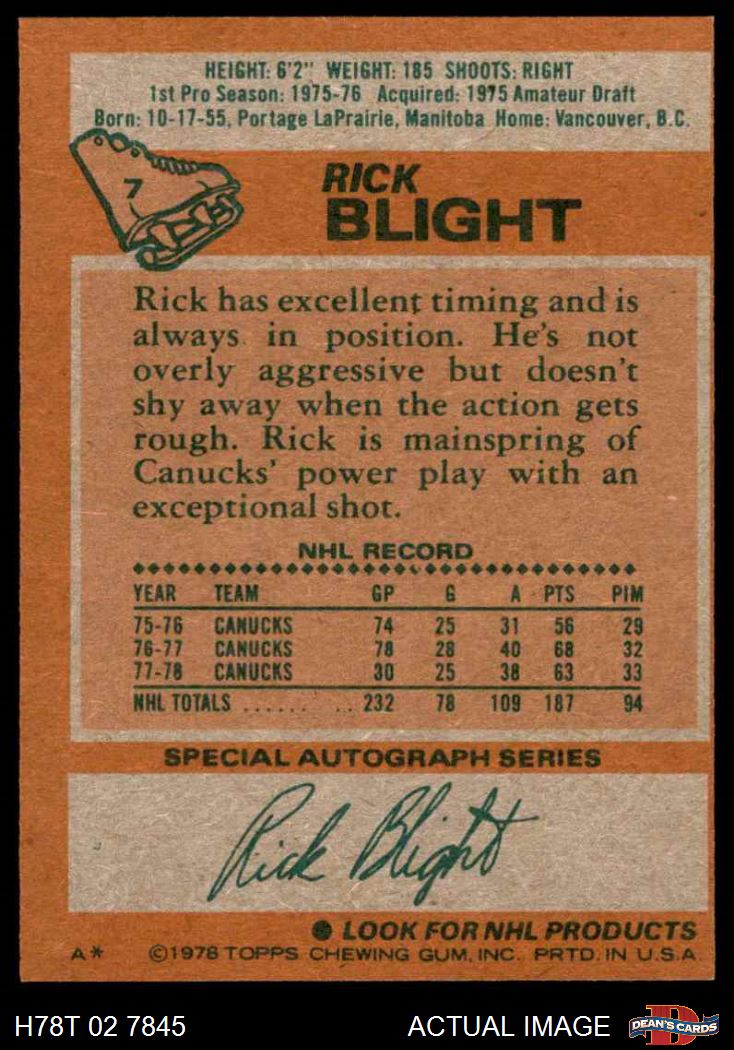 HEIGHT: 6'2" WEIGHT: 185 SHOOTS: RIGHT
1st Pro Season: 1975-76 Acquired: 1975 Amateur Draft
Born: 10-17-55, Portage LaPrairie, Manitoba Home: Vancouver, B.C.
7
RICK
BLIGHT
Rick has excellent timing and is
always in position. He's not
overly aggressive but doesn't
shy away when the action gets
rough. Rick is mainspring of
Canucks' power play with an
exceptional shot.
NHL RECORD
YEAR TEAM GP G A PTS PIM
75-76 CANUCKS 74 25 31 56 29
76-77 CANUCKS 78 28 40 68 32
77-78 CANUCKS 80 25 38 63 33
NHL TOTALS ...... .. 232 78 109 187 94
SPECIAL AUTOGRAPH SERIES
Rick Blight
● LOOK FOR NHL PRODUCTS
A* ©1978 TOPPS CHEWING GUM, INC. PRTD. IN U.S.A.
H78T 02 7845 ACTUAL IMAGE D DEAN'S CARDS